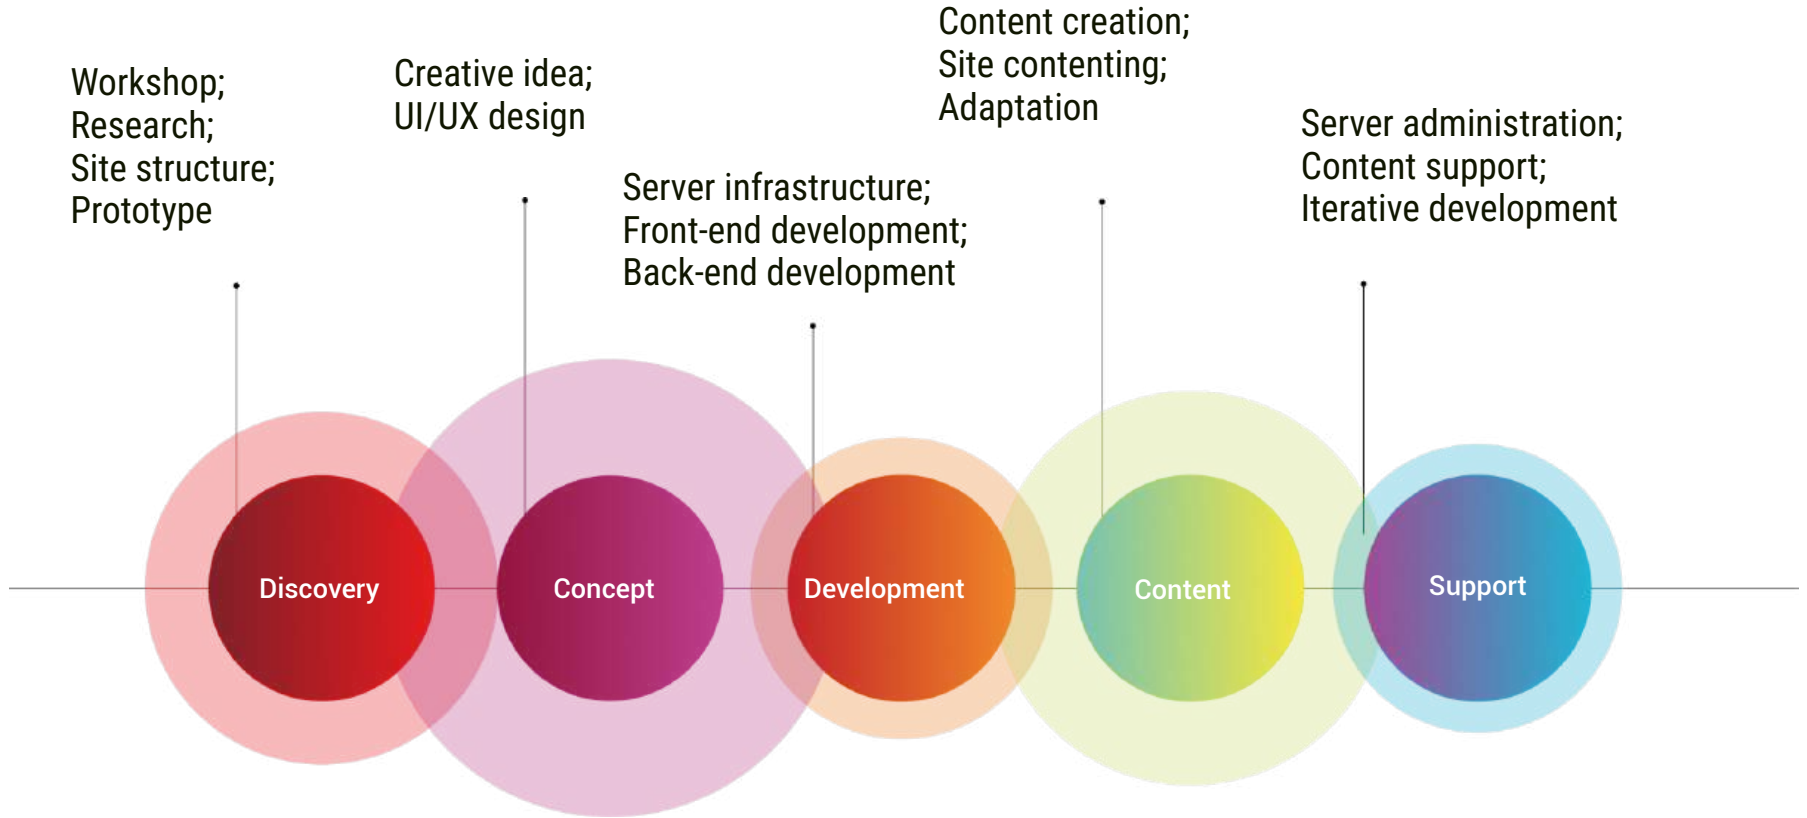 Workshop;
Research;
Site structure;
Prototype
Creative idea;
UI/UX design
Server infrastructure;
Front-end development;
Back-end development
Content creation;
Site contenting;
Adaptation
Server administration;
Content support;
Iterative development
Discovery
Concept
Development
Content
Support